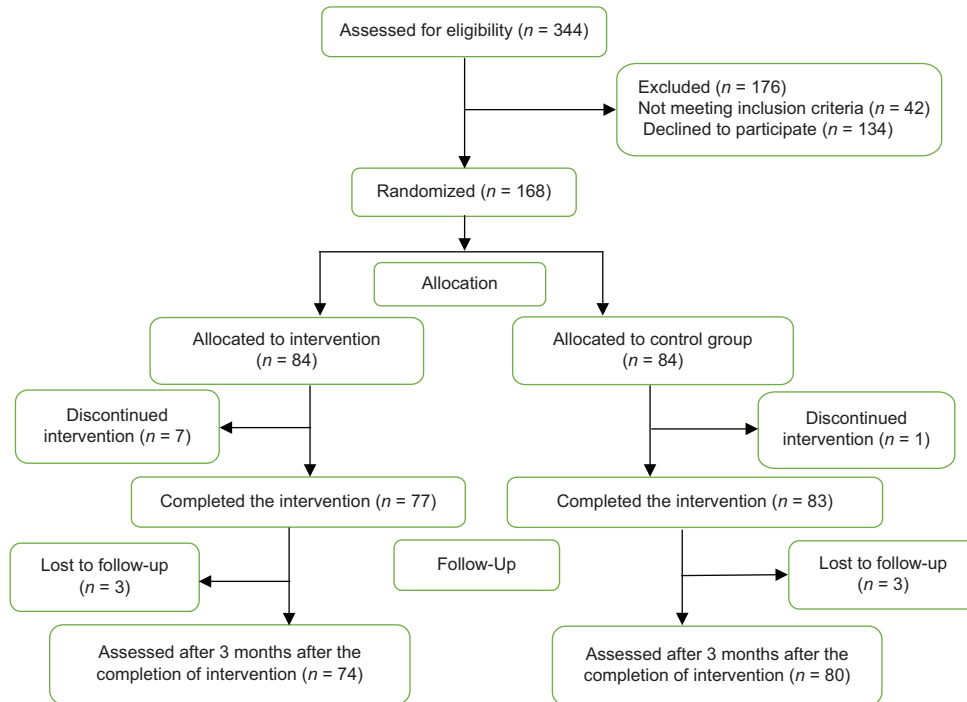 Assessed for eligibility (n = 344)
Excluded (n = 176)
Not meeting inclusion criteria (n = 42)
Declined to participate (n = 134)
Randomized (n = 168)
Allocation
Allocated to intervention
(n = 84)
Allocated to control group
(n = 84)
Discontinued
intervention (n = 7)
Discontinued
intervention (n = 1)
Completed the intervention (n = 77)
Completed the intervention (n = 83)
Lost to follow-up
(n = 3)
Follow-Up
Lost to follow-up
(n = 3)
Assessed after 3 months after the
completion of intervention (n = 74)
Assessed after 3 months after the
completion of intervention (n = 80)